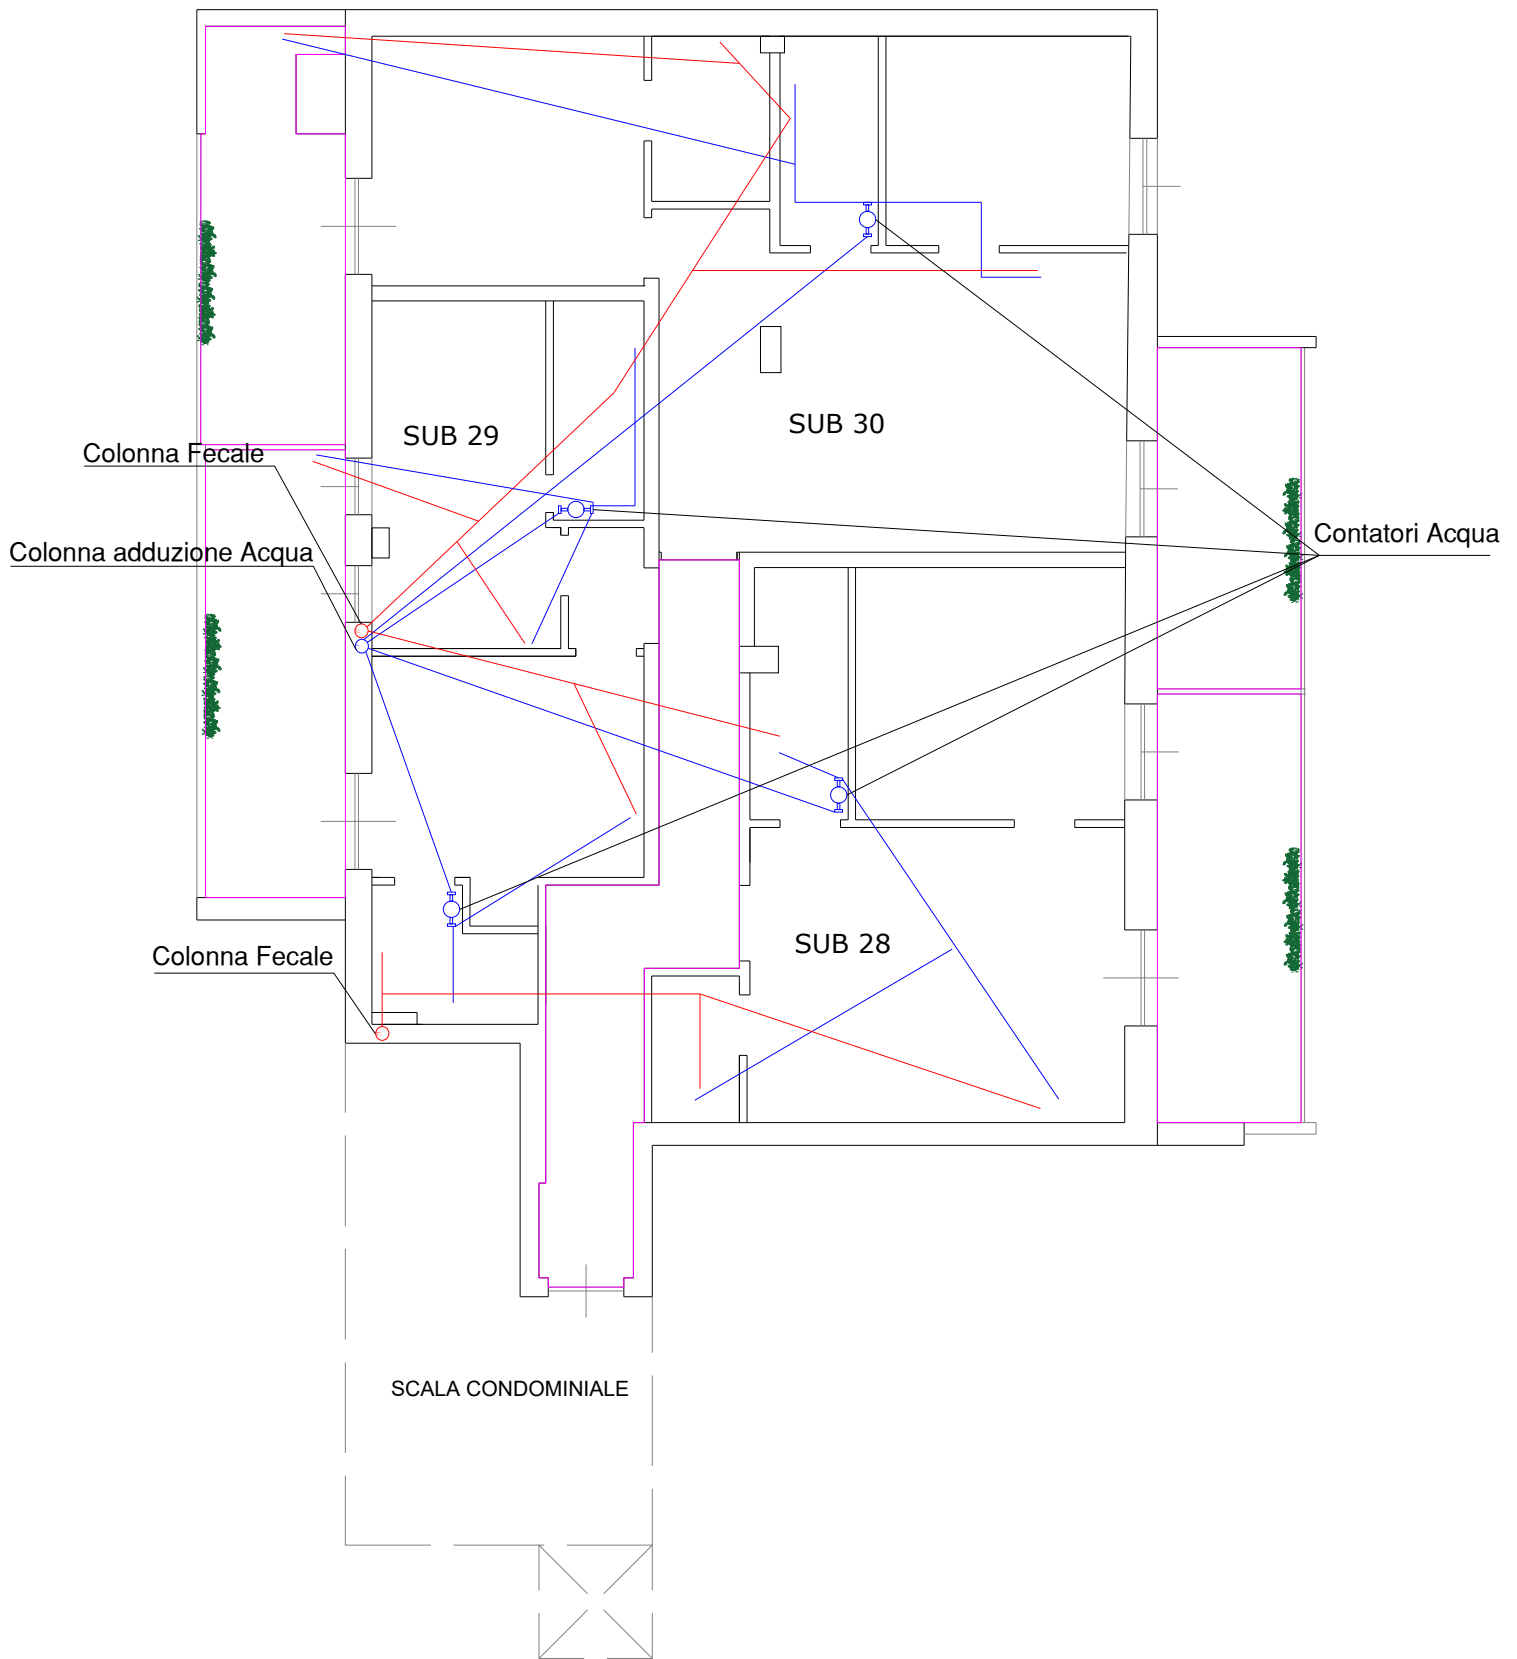 SUB 30
SUB 29
Colonna Fecale
Contatori Acqua
Colonna adduzione Acqua
SUB 28
Colonna Fecale
SCALA CONDOMINIALE